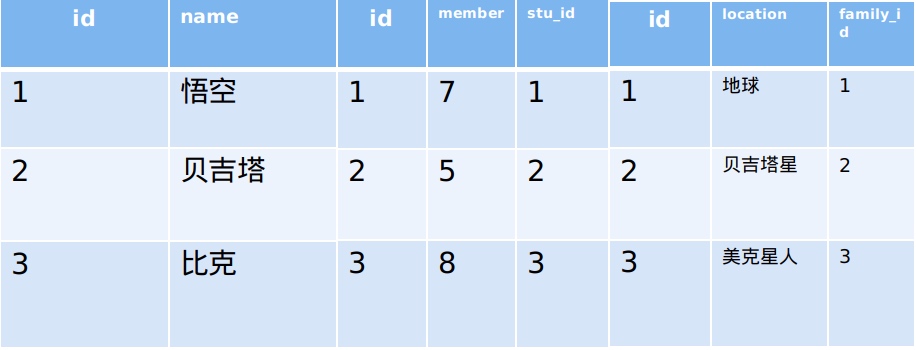 id name id member stu_id id location family_i
d
1 悟空 1 7 1 1 地球 1
2 贝吉塔 2 5 2 2 贝吉塔星 2
3 比克 3 8 3 3 美克星人 3